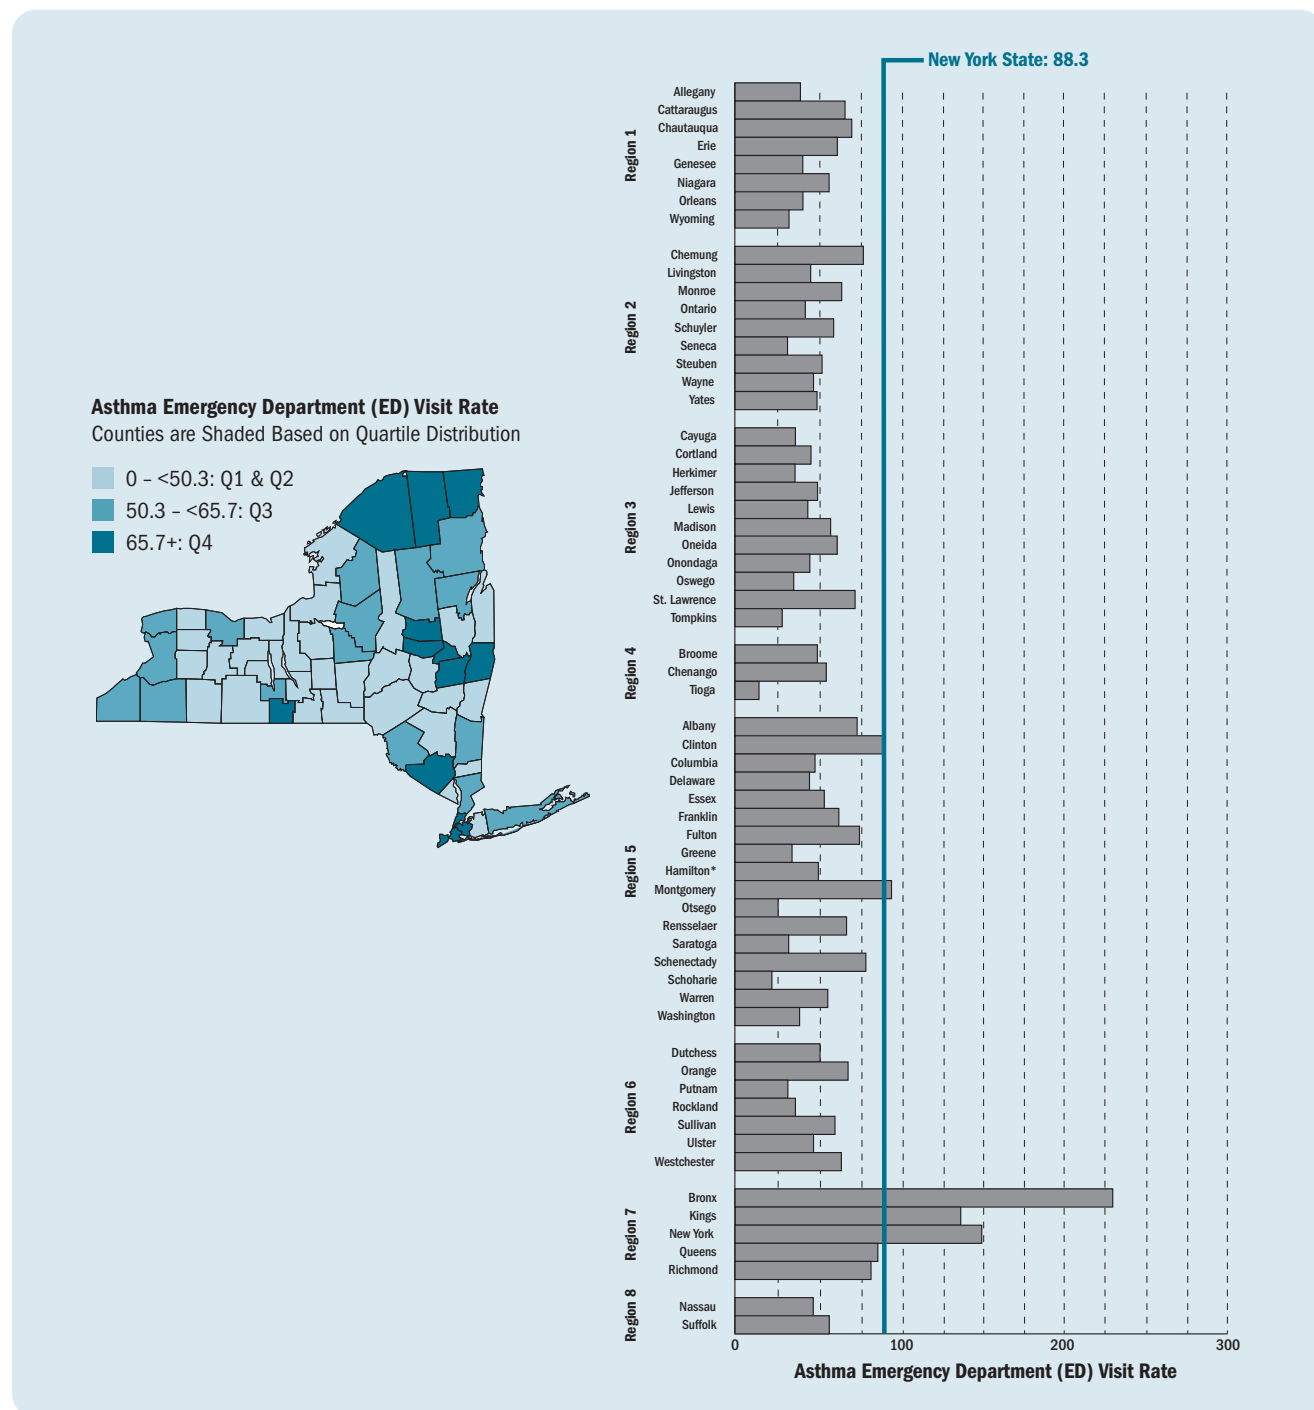 New York State: 88.3
Asthma Emergency Department (ED) Visit Rate
Counties are Shaded Based on Quartile Distribution
0 – <50.3: Q1 & Q2
50.3 – <65.7: Q3
65.7+: Q4
Region 1
Allegany
Cattaraugus
Chautauqua
Erie
Genesee
Niagara
Orleans
Wyoming
Region 2
Chemung
Livingston
Monroe
Ontario
Schuyler
Seneca
Steuben
Wayne
Yates
Region 3
Cayuga
Cortland
Herkimer
Jefferson
Lewis
Madison
Oneida
Onondaga
Oswego
St. Lawrence
Tompkins
Region 4
Broome
Chenango
Tioga
Region 5
Albany
Clinton
Columbia
Delaware
Essex
Franklin
Fulton
Greene
Hamilton*
Montgomery
Otsego
Rensselaer
Saratoga
Schenectady
Schoharie
Warren
Washington
Region 6
Dutchess
Orange
Putnam
Rockland
Sullivan
Ulster
Westchester
Region 7
Bronx
Kings
New York
Queens
Richmond
Region 8
Nassau
Suffolk
0 100 200 300
Asthma Emergency Department (ED) Visit Rate